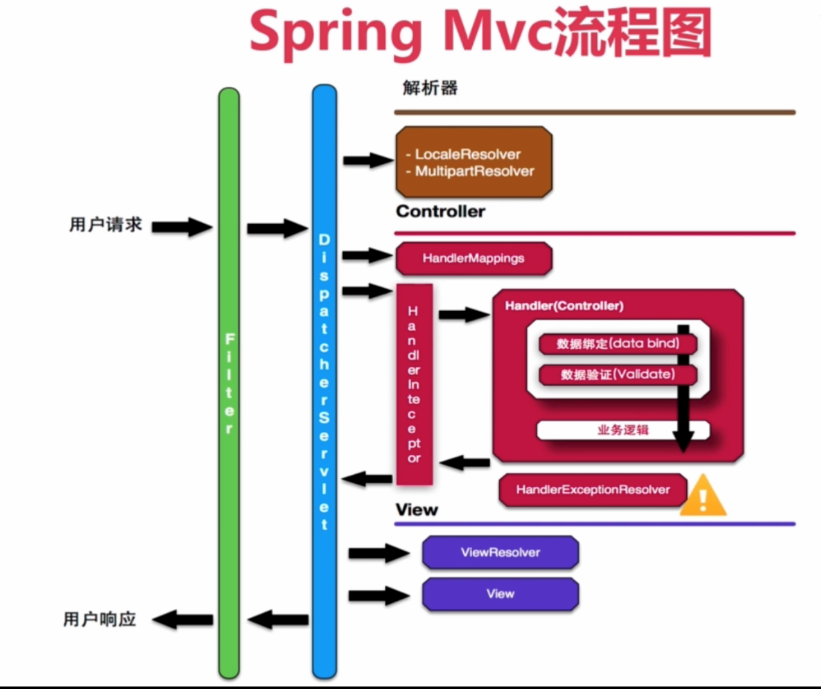 Spring Mvc流程图
解析器
- LocaleResolver
- MultipartResolver
Controller
用户请求
HandlerMappings
DispatcherServlet
HandlerInteceptor
Handler(Controller)
数据绑定(data bind)
数据验证(Validate)
业务逻辑
Filter
HandlerExceptionResolver
View
ViewResolver
View
用户响应